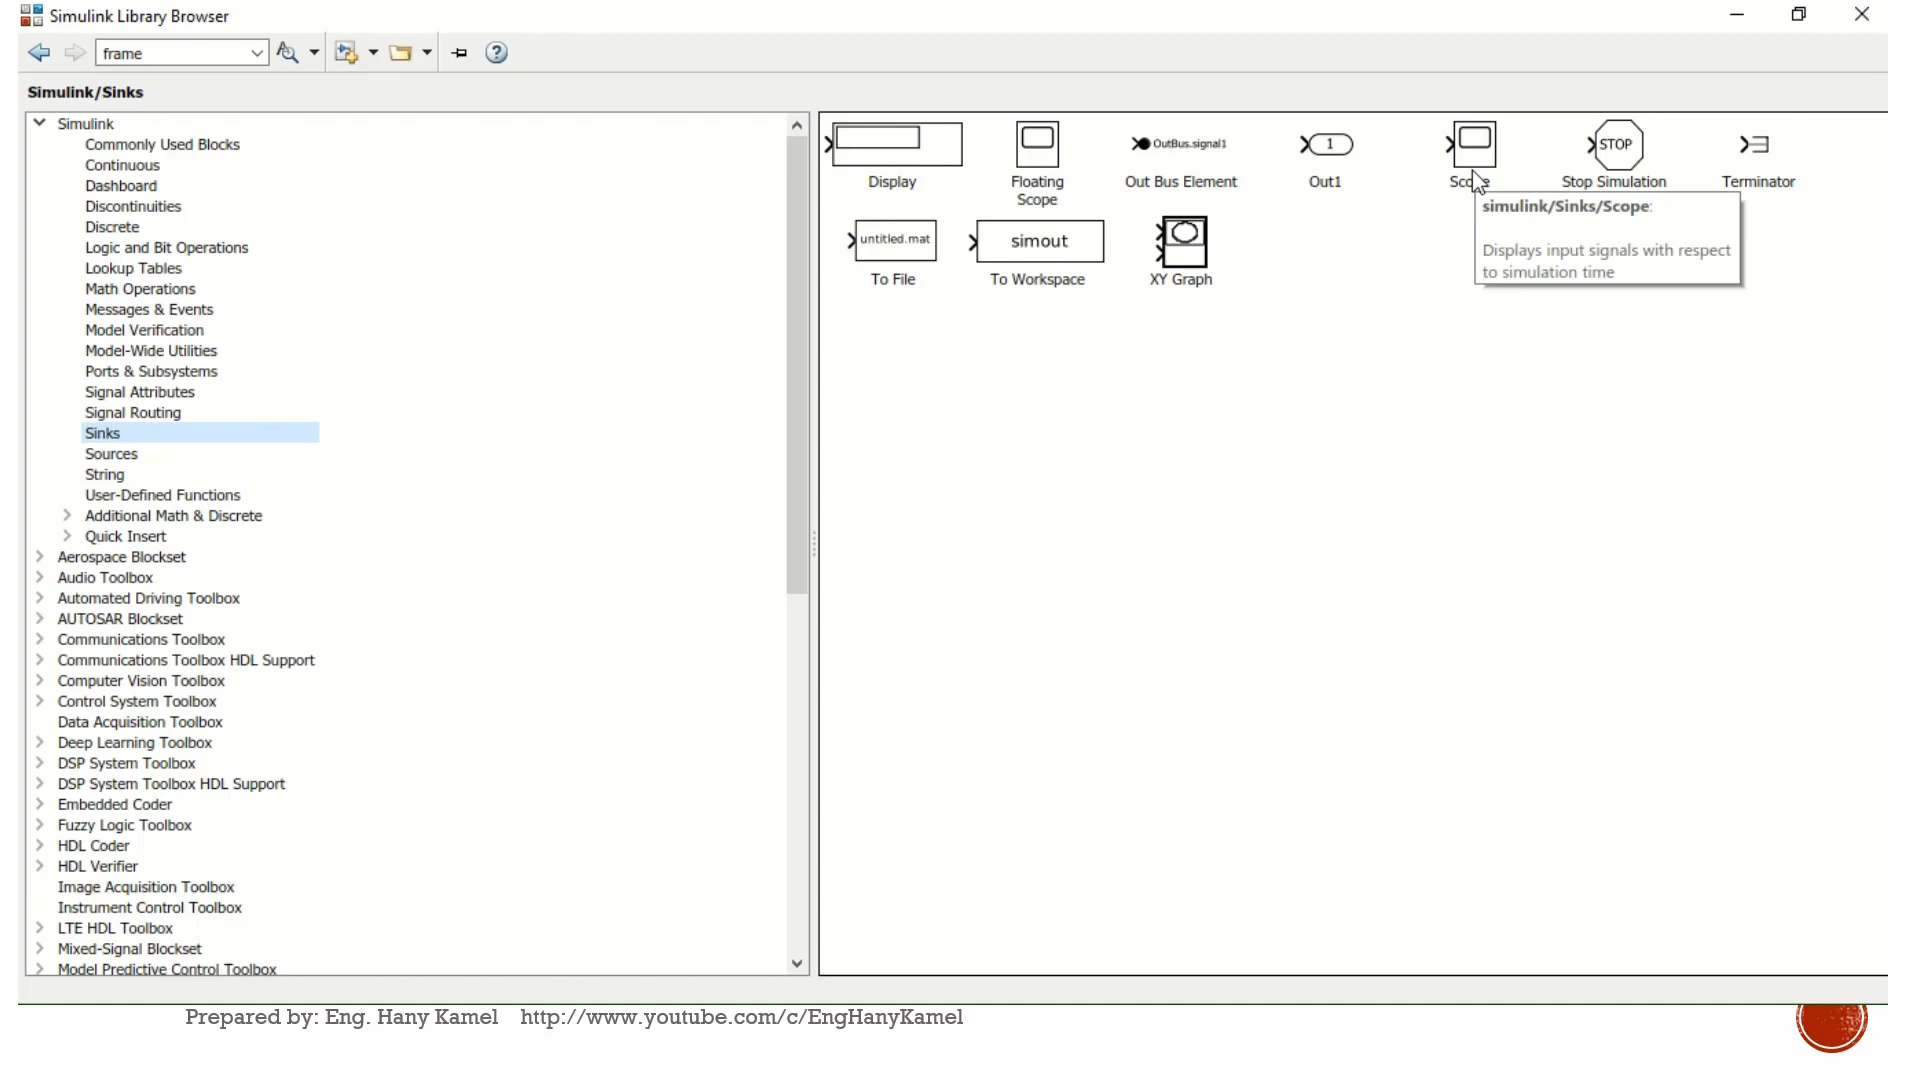 Simulink Library Browser
frame
Simulink/Sinks
Simulink
Commonly Used Blocks
Continuous
Dashboard
Discontinuities
Discrete
Logic and Bit Operations
Lookup Tables
Math Operations
Messages & Events
Model Verification
Model-Wide Utilities
Ports & Subsystems
Signal Attributes
Signal Routing
Sinks
Sources
String
User-Defined Functions
Additional Math & Discrete
Quick Insert
Aerospace Blockset
Audio Toolbox
Automated Driving Toolbox
AUTOSAR Blockset
Communications Toolbox
Communications Toolbox HDL Support
Computer Vision Toolbox
Control System Toolbox
Data Acquisition Toolbox
Deep Learning Toolbox
DSP System Toolbox
DSP System Toolbox HDL Support
Embedded Coder
Fuzzy Logic Toolbox
HDL Coder
HDL Verifier
Image Acquisition Toolbox
Instrument Control Toolbox
LTE HDL Toolbox
Mixed-Signal Blockset
Model Predictive Control Toolbox
Display
Floating
Scope
OutBus.signal1
Out Bus Element
1
Out1
Scope
STOP
Stop Simulation
Terminator
untitled.mat
To File
simout
To Workspace
XY Graph
simulink/Sinks/Scope:
Displays input signals with respect
to simulation time
Prepared by: Eng. Hany Kamel http://www.youtube.com/c/EngHanyKamel